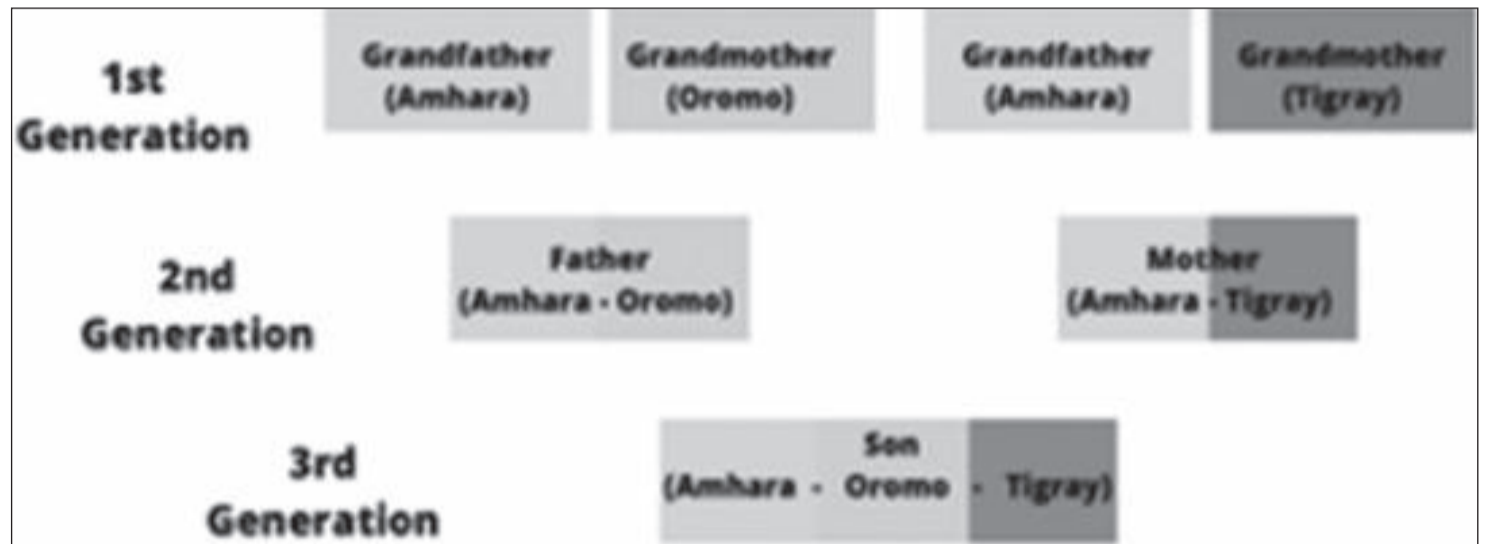 1st
Generation
Grandfather
(Amhara)
Grandmother
(Oromo)
Grandfather
(Amhara)
Grandmother
(Tigray)
2nd
Generation
Father
(Amhara - Oromo)
Mother
(Amhara - Tigray)
3rd
Generation
Son
(Amhara - Oromo - Tigray)